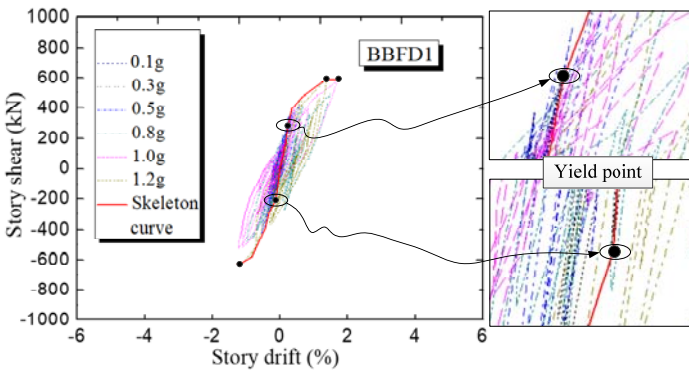 1000
800
600
400
200
0
-200
-400
-600
-800
-1000
Story shear (kN)
0.1g
0.3g
0.5g
0.8g
1.0g
1.2g
Skeleton
curve
BBFD1
Yield point
6
-4
-2
0
2
4
6
Story drift (%)